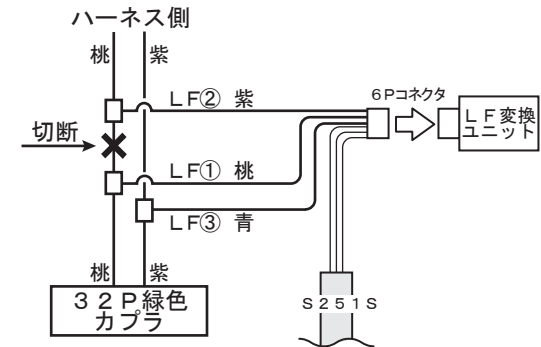 ハーネス側
桃 紫
LF② 紫
6Pコネクタ
LF変換
ユニット
切断
LF① 桃
LF③ 青
桃 紫
32P緑色
カプラ
S251S